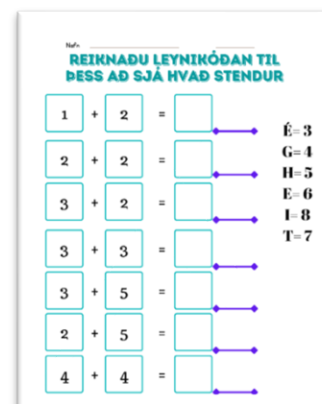 Nafn
REIKNAÐU LEYNIKÓÐAN TIL
ÞESS AÐ SJÁ HVAÐ STENDUR
1 + 2 =
2 + 2 =
3 + 2 =
3 + 3 =
3 + 5 =
2 + 5 =
4 + 4 =
É= 3
G= 4
H= 5
E= 6
I= 8
T= 7